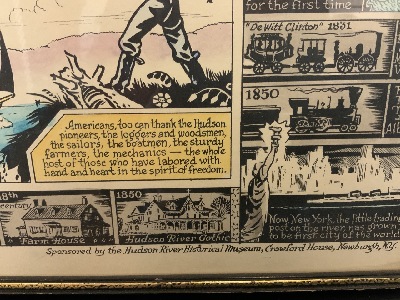 for the first time
"De Witt Clinton" 1831
1850
Americans, too can thank the Hudson
pioneers, the loggers and woodsmen,
the sailors, the boatmen, the sturdy
farmers, the mechanics — the whole
host of those who have labored with
hand and heart in the spirit of freedom.
18th
century
Farm House
1850
Hudson River Gothic
Now, New York, the little trading
post on the river, has grown
to be first city of the world
Sponsored by the Hudson River Historical Museum, Crawford House, Newburgh, N.Y.